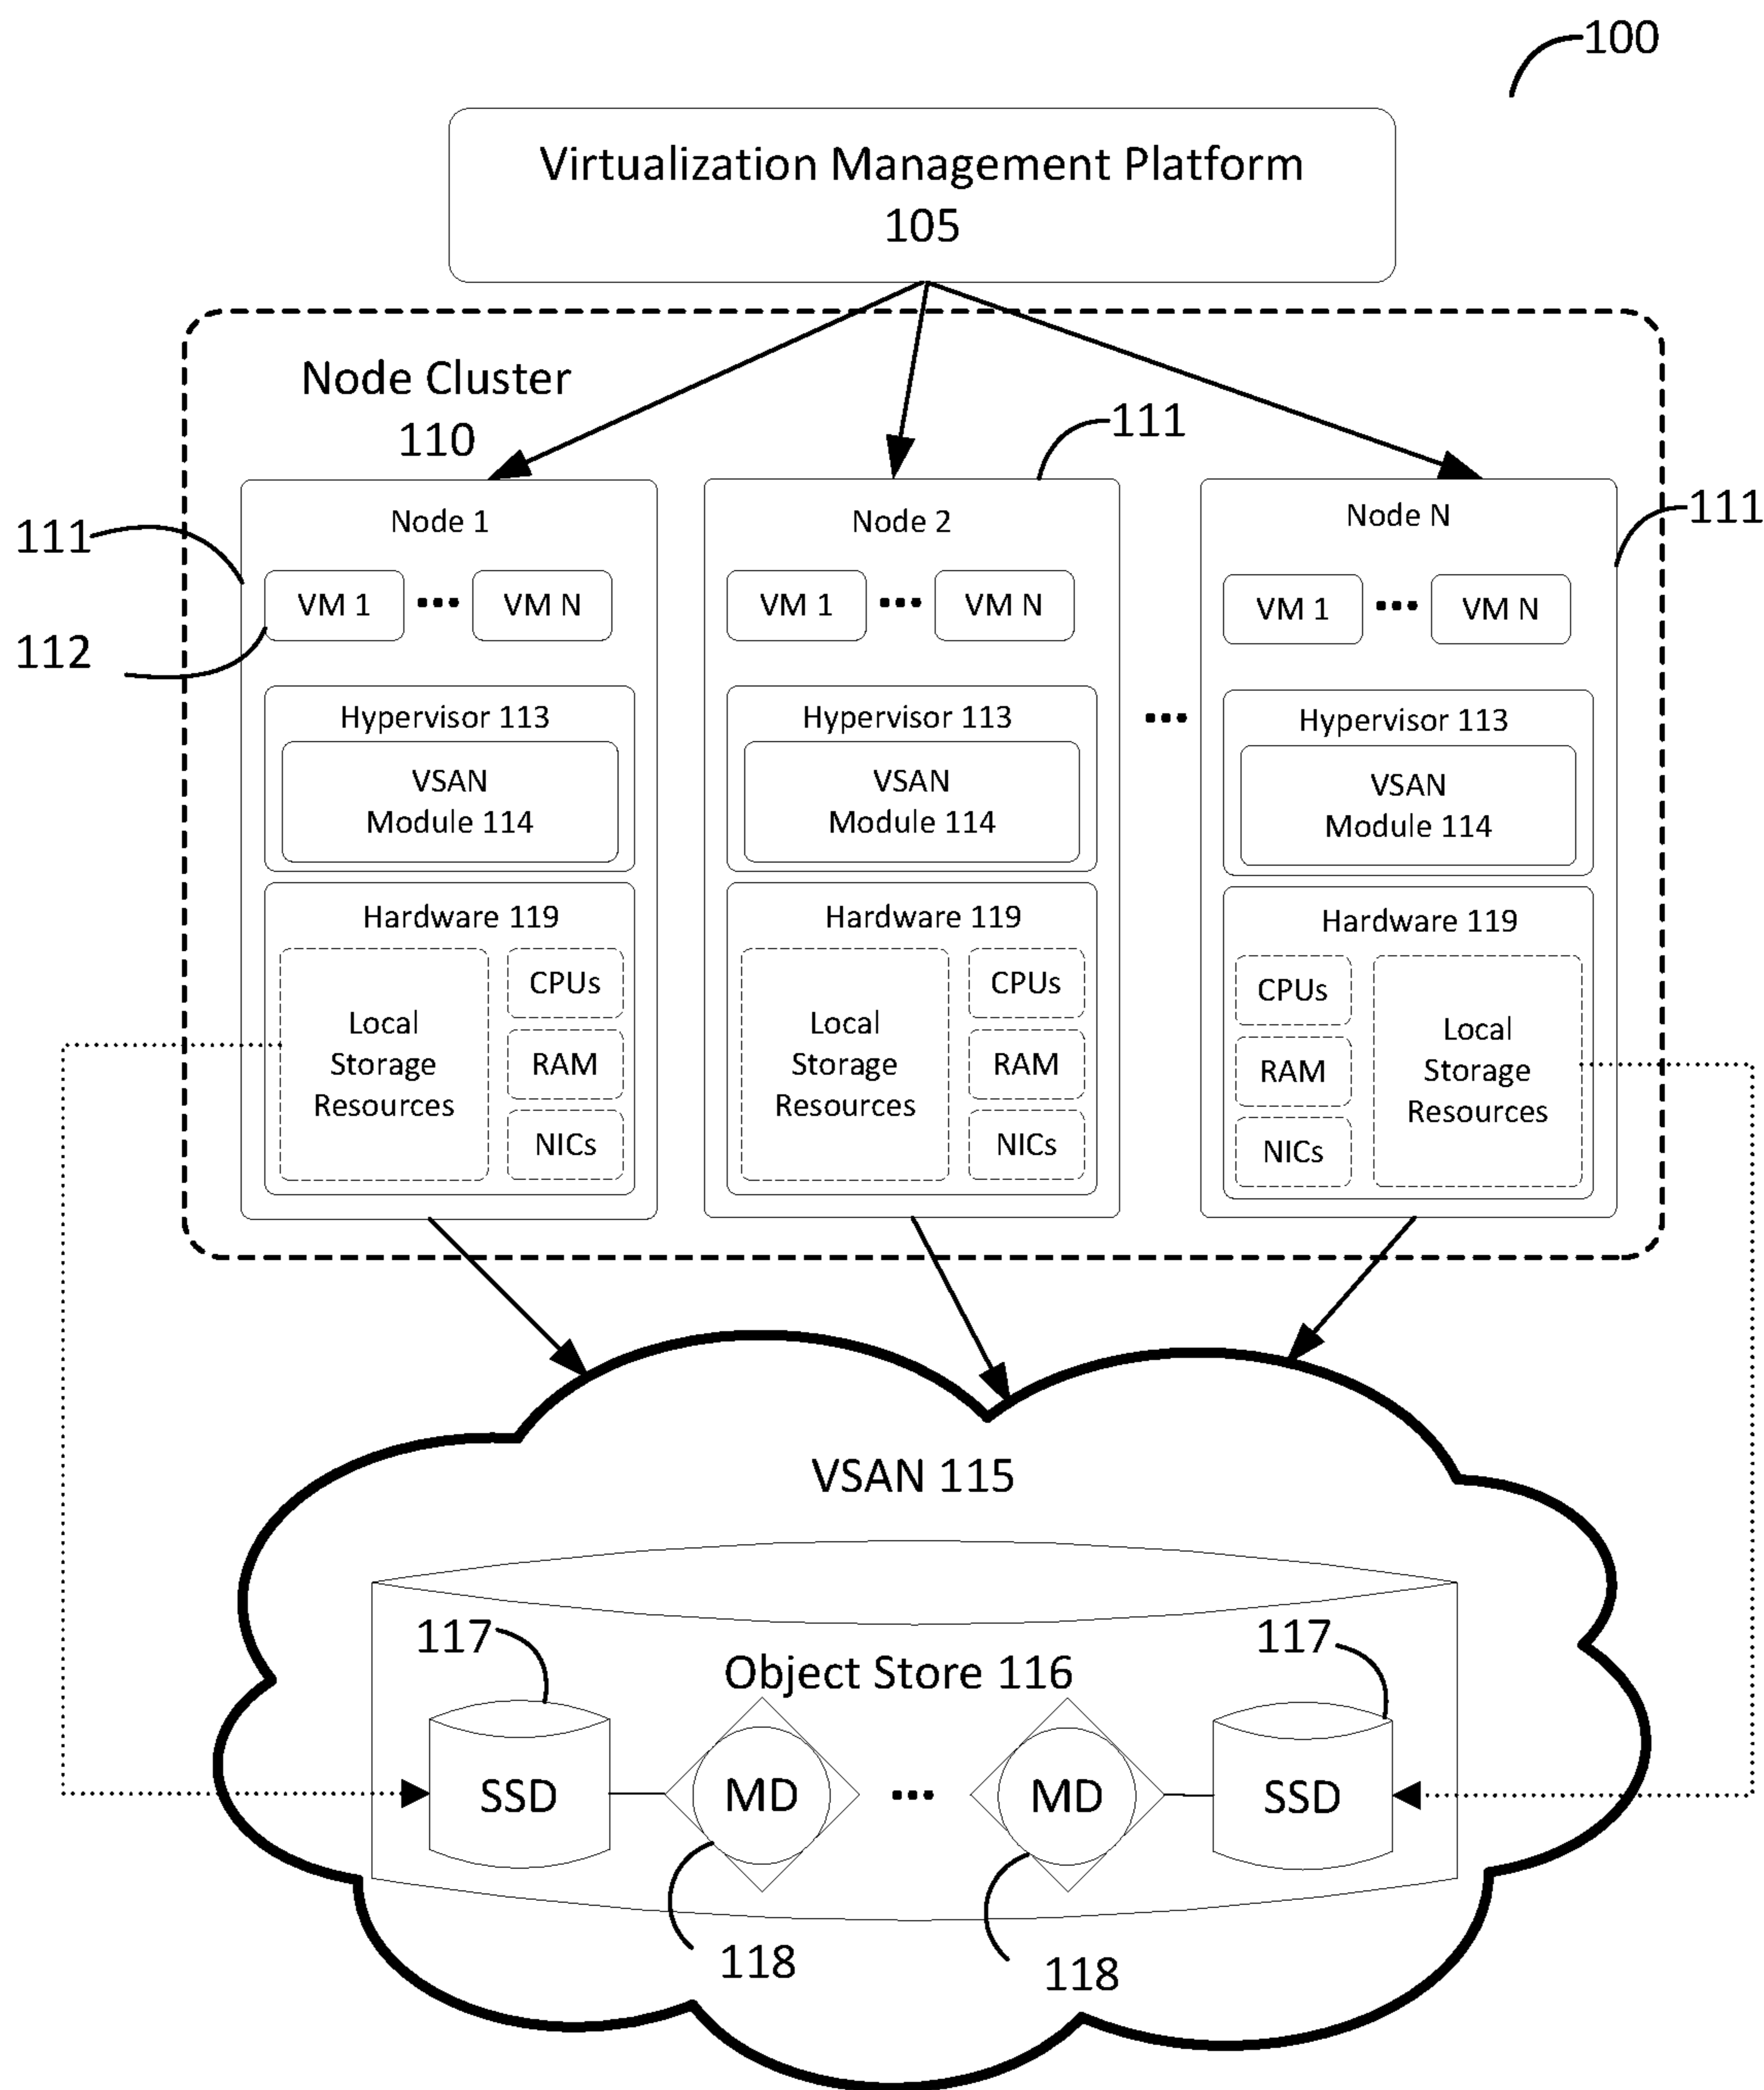 100
Virtualization Management Platform
105
Node Cluster
110
111
111
111
112
Node 1
VM 1 ... VM N
Hypervisor 113
VSAN
Module 114
Hardware 119
Local
Storage
Resources
CPUs
RAM
NICs
Node 2
VM 1 ... VM N
Hypervisor 113
VSAN
Module 114
Hardware 119
Local
Storage
Resources
CPUs
RAM
NICs
...
Node N
VM 1 ... VM N
Hypervisor 113
VSAN
Module 114
Hardware 119
CPUs
RAM
NICs
Local
Storage
Resources
VSAN 115
117
117
Object Store 116
SSD
MD
...
MD
SSD
118
118